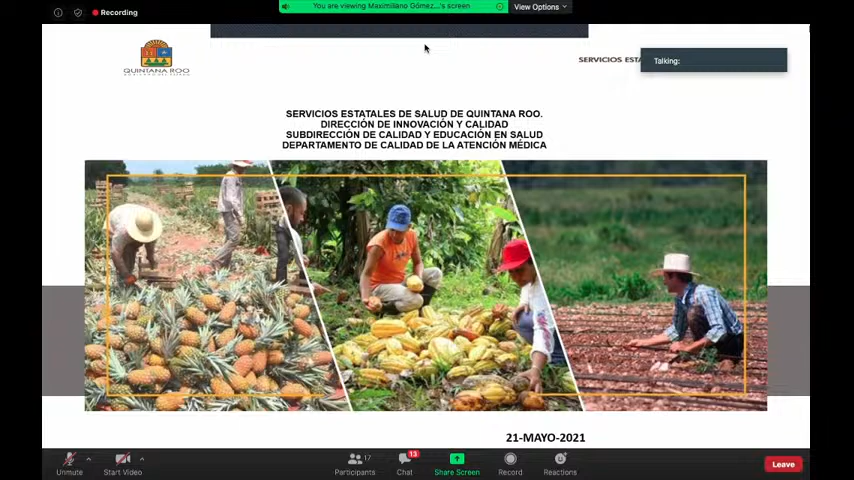 Recording
You are viewing Maximiliano Gómez...'s screen
View Options
QUINTANA ROO
SERVICIOS ESTA
Talking:
SERVICIOS ESTATALES DE SALUD DE QUINTANA ROO.
DIRECCIÓN DE INNOVACIÓN Y CALIDAD
SUBDIRECCIÓN DE CALIDAD Y EDUCACIÓN EN SALUD
DEPARTAMENTO DE CALIDAD DE LA ATENCIÓN MÉDICA
21-MAYO-2021
Unmute
Start Video
Participants
17
Chat
13
Share Screen
Record
Reactions
Leave